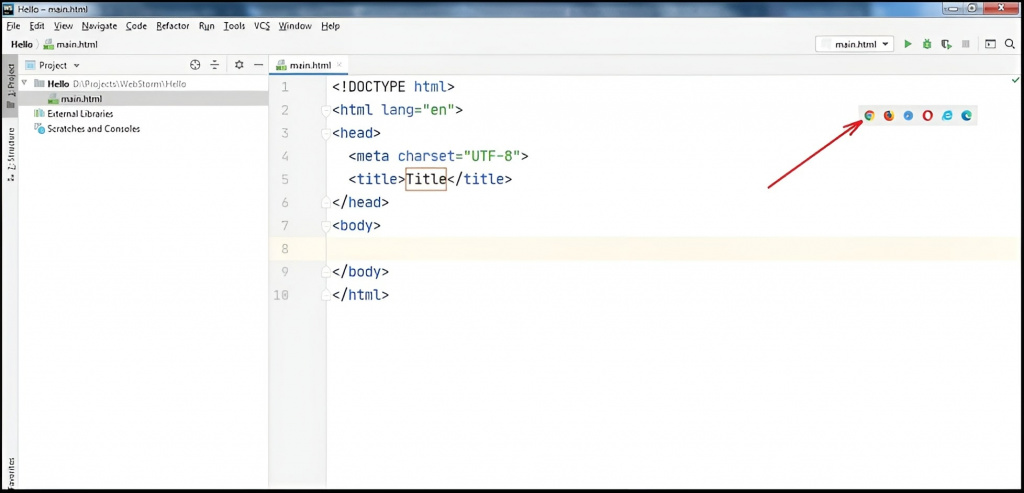 WS Hello – main.html
File Edit View Navigate Code Refactor Run Tools VCS Window Help
Hello main.html
main.html
1: Project
Project
main.html
Hello D:\Projects\WebStorm\Hello
main.html
External Libraries
Scratches and Consoles
Z: Structure
Favorites
1 <!DOCTYPE html>
2 <html lang="en">
3 <head>
4 <meta charset="UTF-8">
5 <title>Title</title>
6 </head>
7 <body>
8
9 </body>
10 </html>